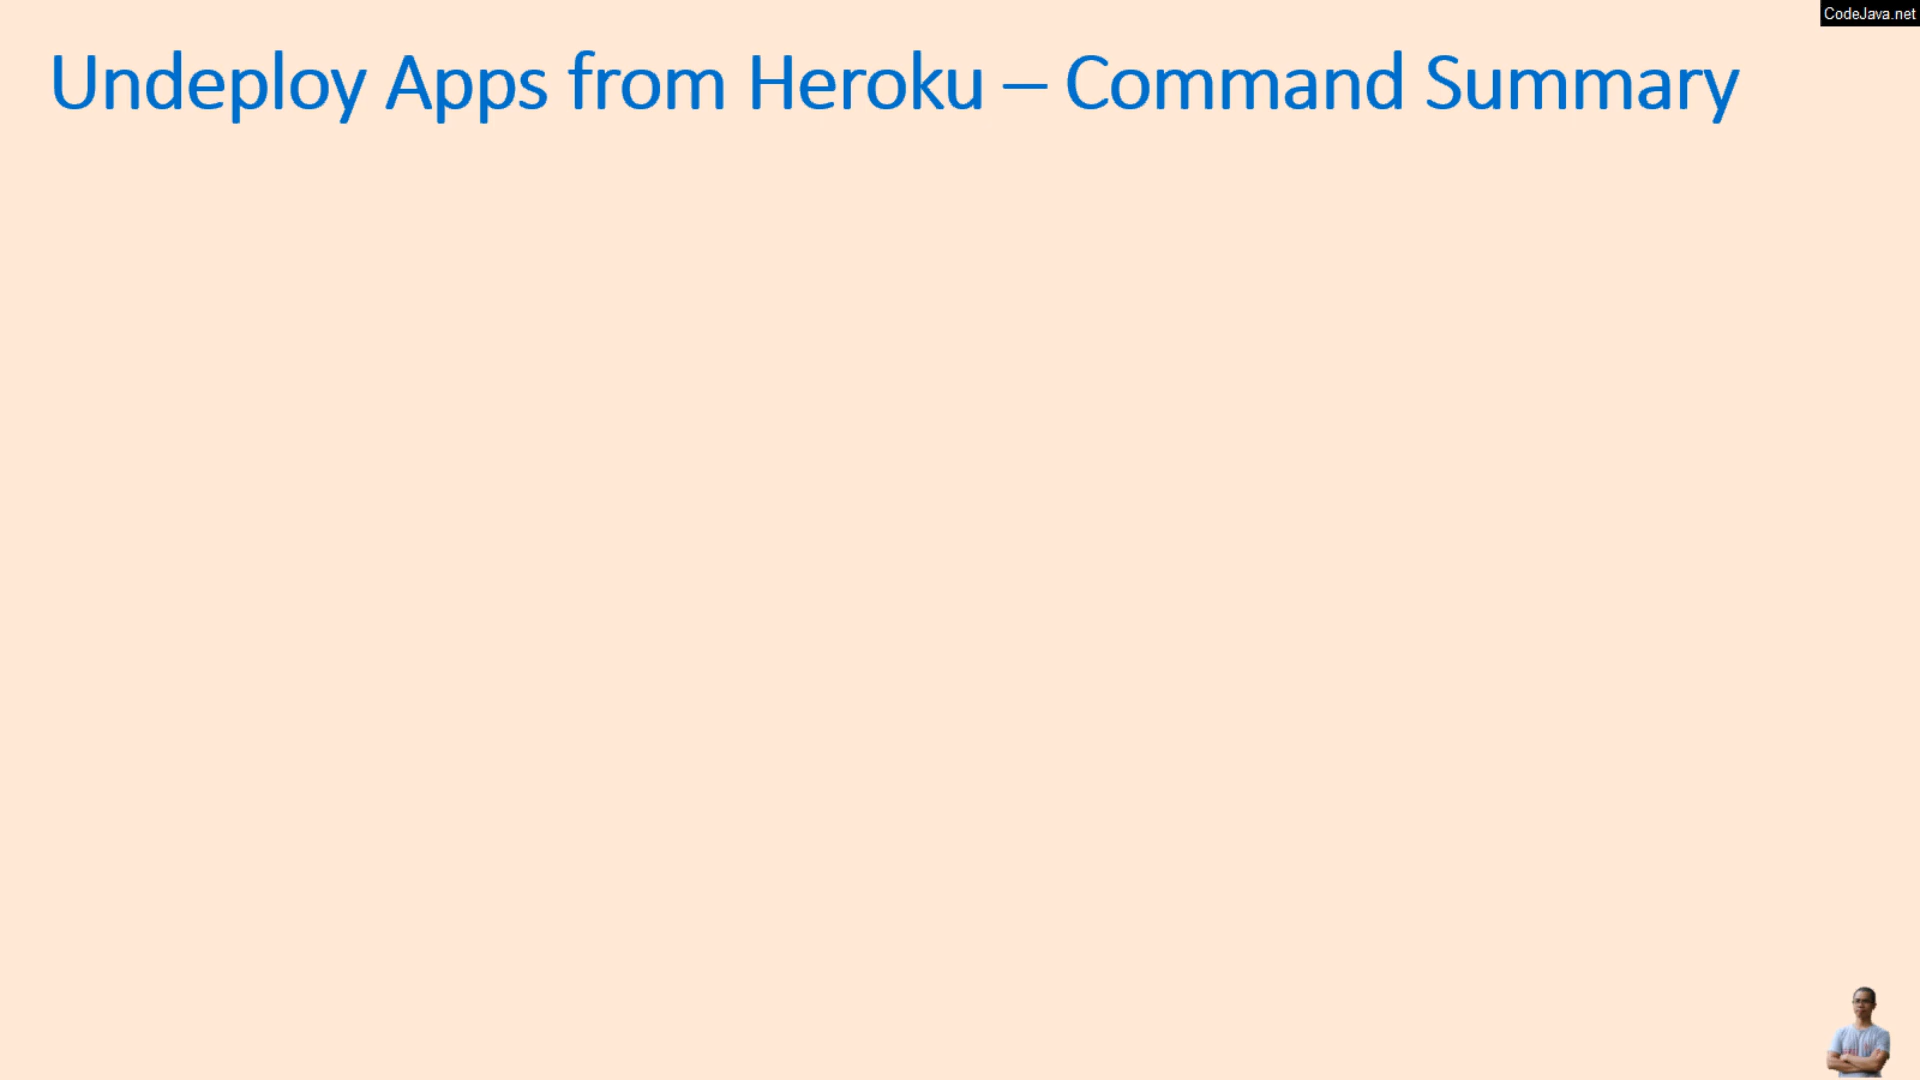 CodeJava.net
Undeploy Apps from Heroku – Command Summary